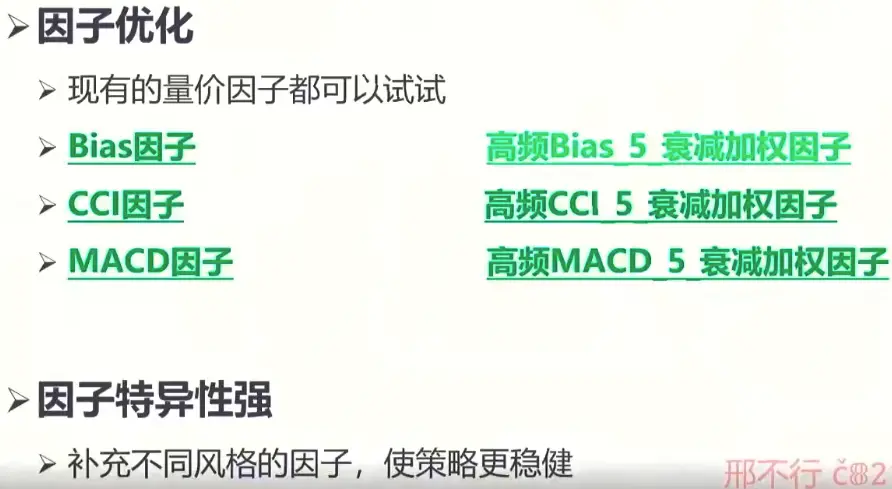 因子优化
现有的量价因子都可以试试
Bias因子 高频Bias_5_衰减加权因子
CCI因子 高频CCI_5_衰减加权因子
MACD因子 高频MACD_5_衰减加权因子
因子特异性强
补充不同风格的因子，使策略更稳健
邢不行